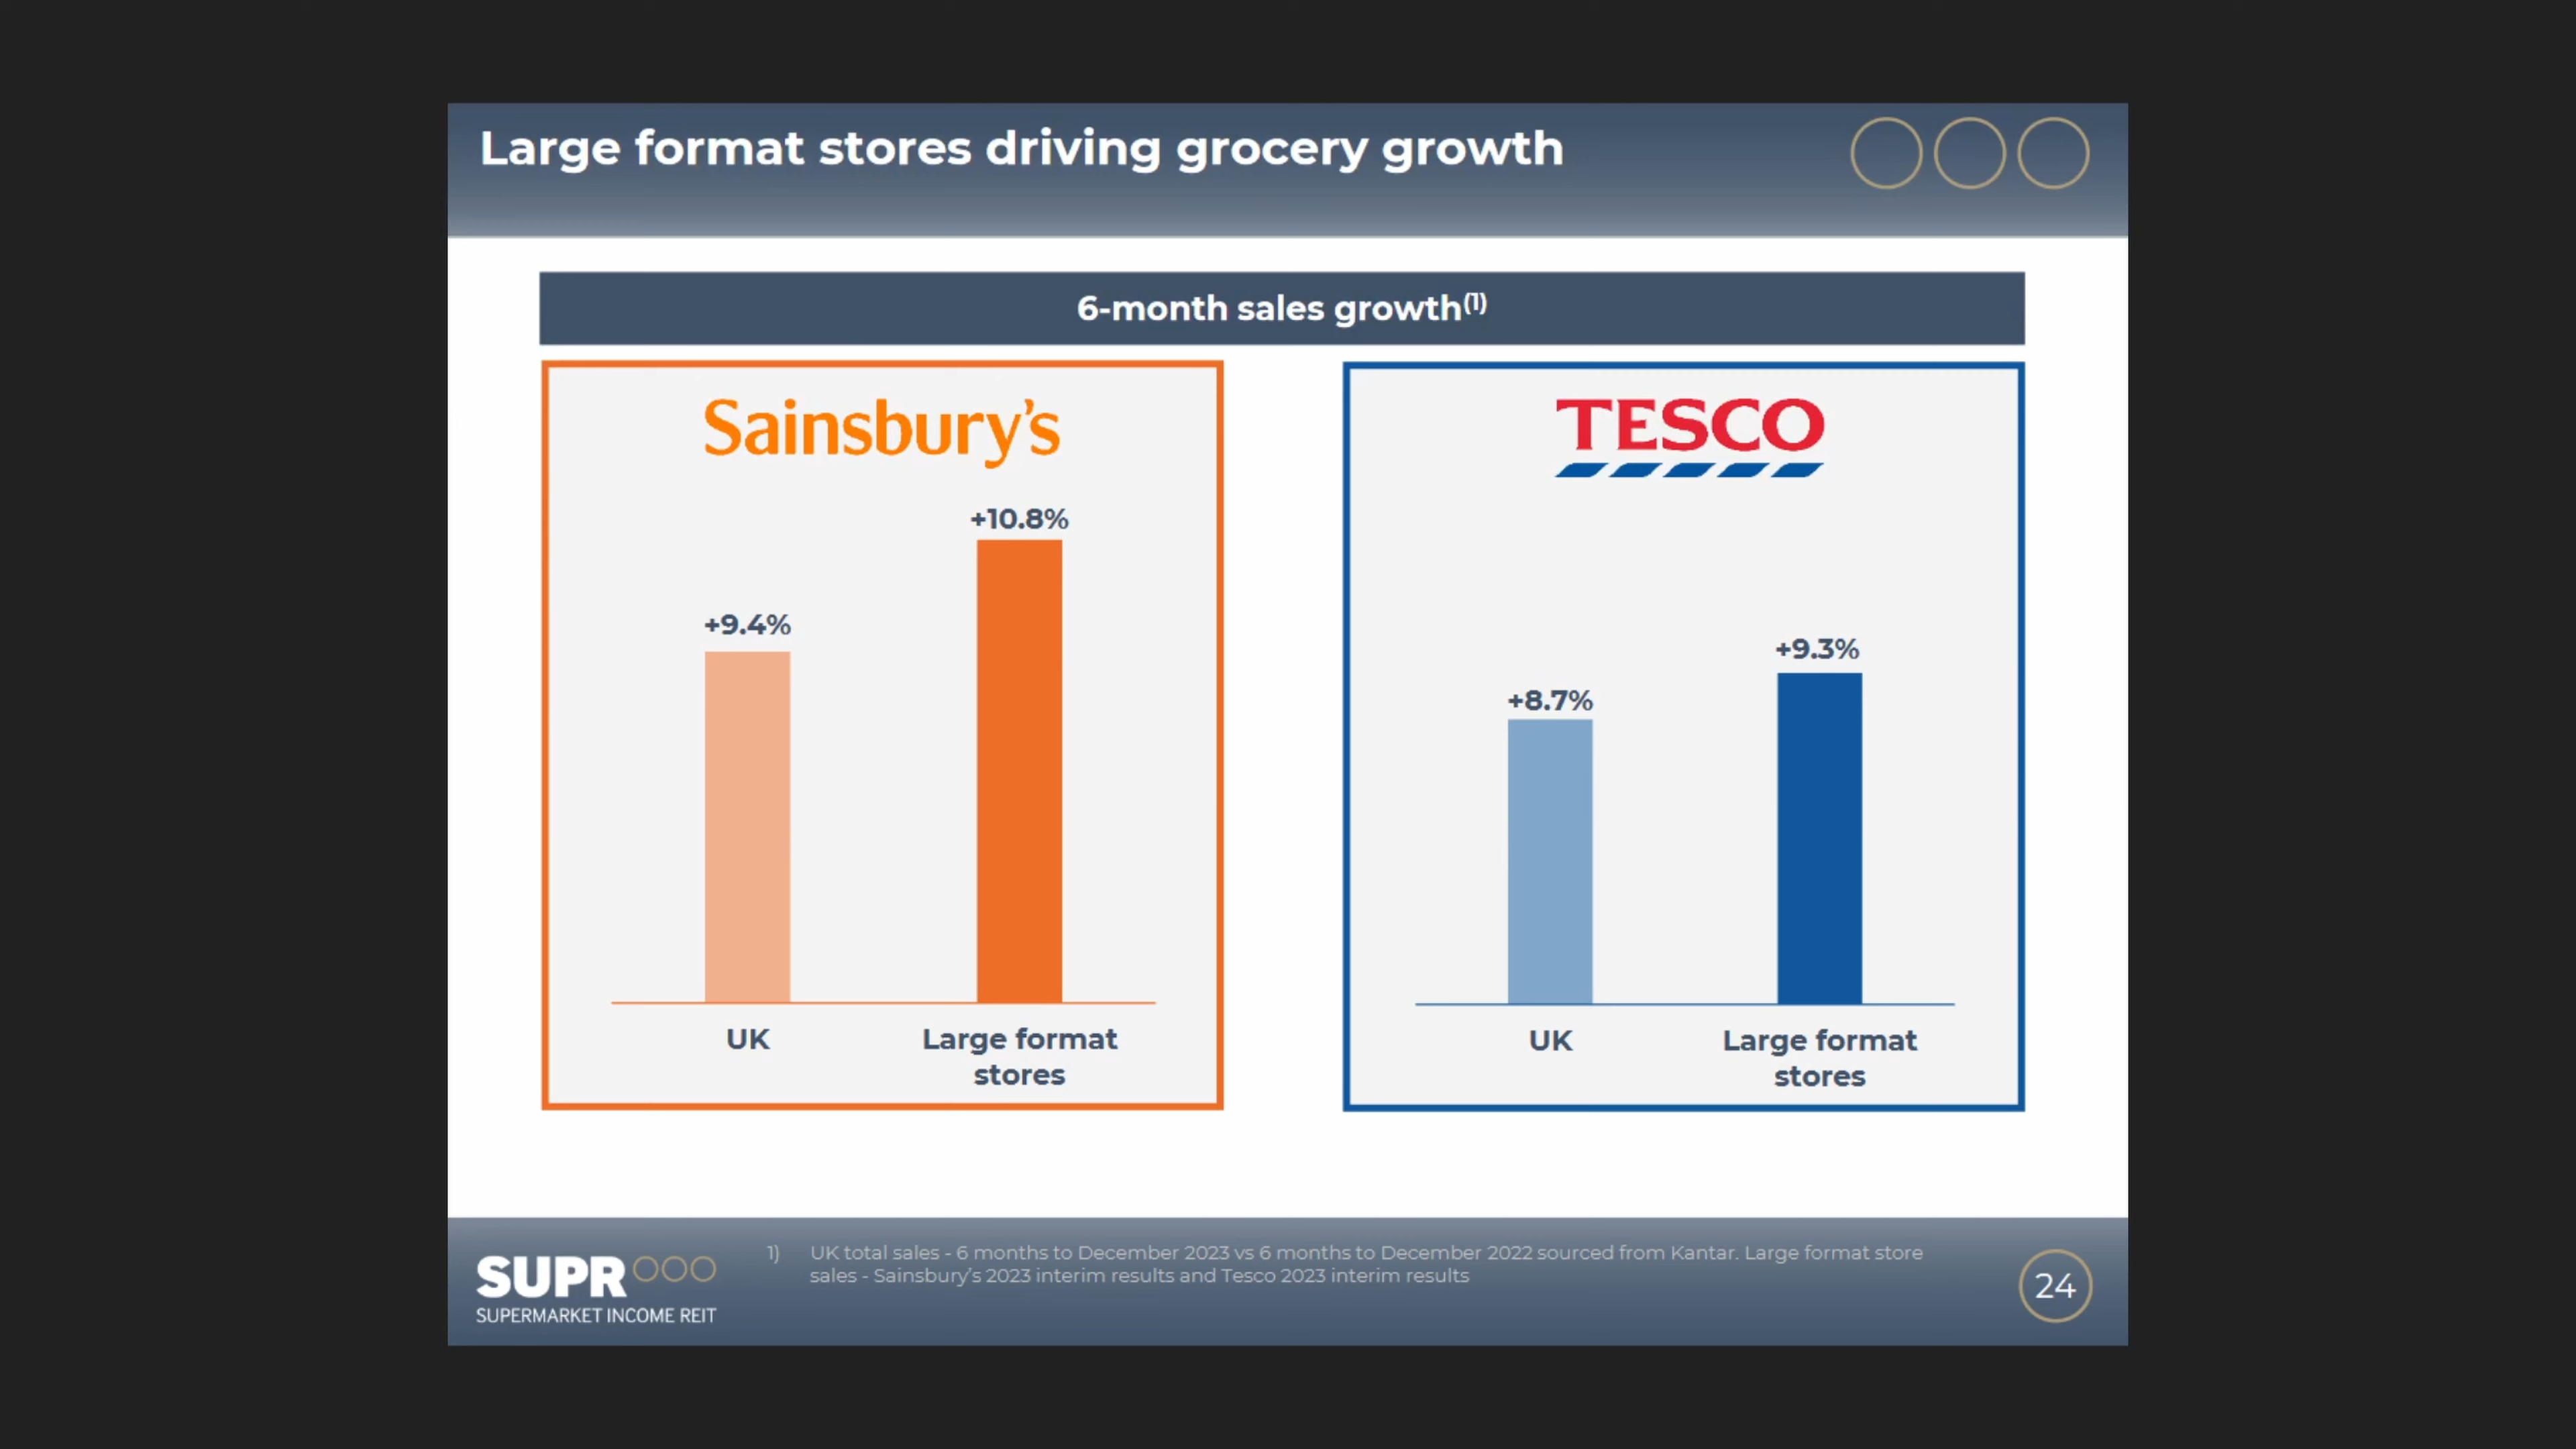 Large format stores driving grocery growth
6-month sales growth(1)
Sainsbury's
+9.4%
+10.8%
UK
Large format
stores
TESCO
+8.7%
+9.3%
UK
Large format
stores
SUPR
SUPERMARKET INCOME REIT
1) UK total sales - 6 months to December 2023 vs 6 months to December 2022 sourced from Kantar. Large format store
sales - Sainsbury's 2023 interim results and Tesco 2023 interim results
24